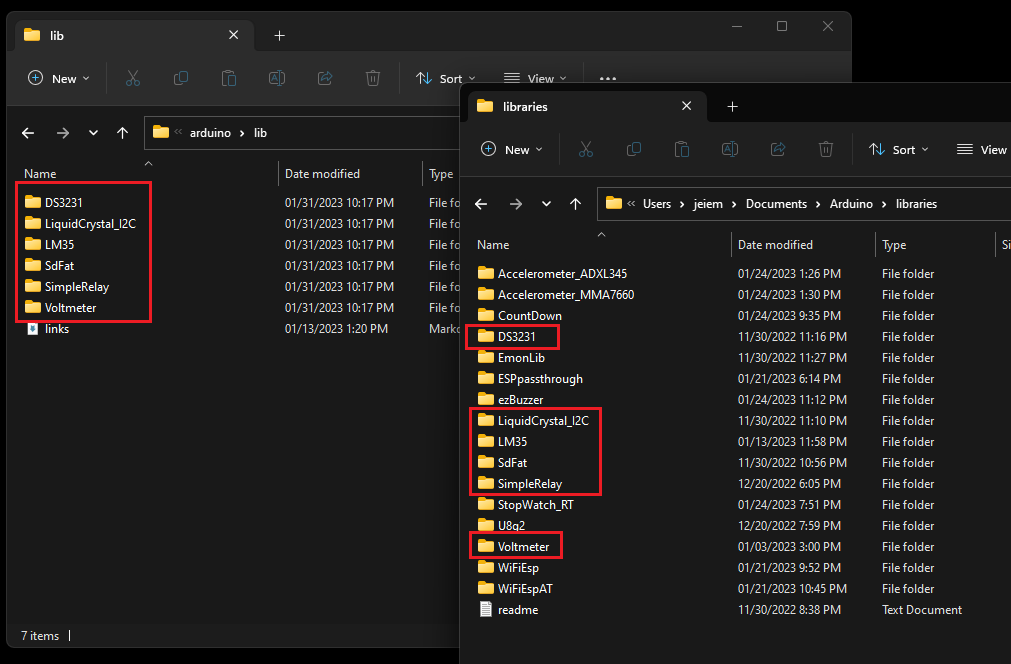 lib
New
Sort
View
arduino
lib
Name
Date modified
Type
DS3231
01/31/2023 10:17 PM
File fo
LiquidCrystal_I2C
01/31/2023 10:17 PM
File fo
LM35
01/31/2023 10:17 PM
File fo
SdFat
01/31/2023 10:17 PM
File fo
SimpleRelay
01/31/2023 10:17 PM
File fo
Voltmeter
01/31/2023 10:17 PM
File fo
links
01/13/2023 1:20 PM
Markd
7 items
libraries
New
Sort
View
Users
jeiem
Documents
Arduino
libraries
Name
Date modified
Type
Si
Accelerometer_ADXL345
01/24/2023 1:26 PM
File folder
Accelerometer_MMA7660
01/24/2023 1:30 PM
File folder
CountDown
01/24/2023 9:35 PM
File folder
DS3231
11/30/2022 11:16 PM
File folder
EmonLib
11/30/2022 11:27 PM
File folder
ESPpassthrough
01/21/2023 6:14 PM
File folder
ezBuzzer
01/24/2023 11:12 PM
File folder
LiquidCrystal_I2C
11/30/2022 11:10 PM
File folder
LM35
01/13/2023 11:58 PM
File folder
SdFat
11/30/2022 10:56 PM
File folder
SimpleRelay
12/20/2022 6:05 PM
File folder
StopWatch_RT
01/24/2023 7:51 PM
File folder
U8g2
12/20/2022 7:59 PM
File folder
Voltmeter
01/03/2023 3:00 PM
File folder
WiFiEsp
01/21/2023 9:52 PM
File folder
WiFiEspAT
01/21/2023 10:45 PM
File folder
readme
11/30/2022 8:38 PM
Text Document